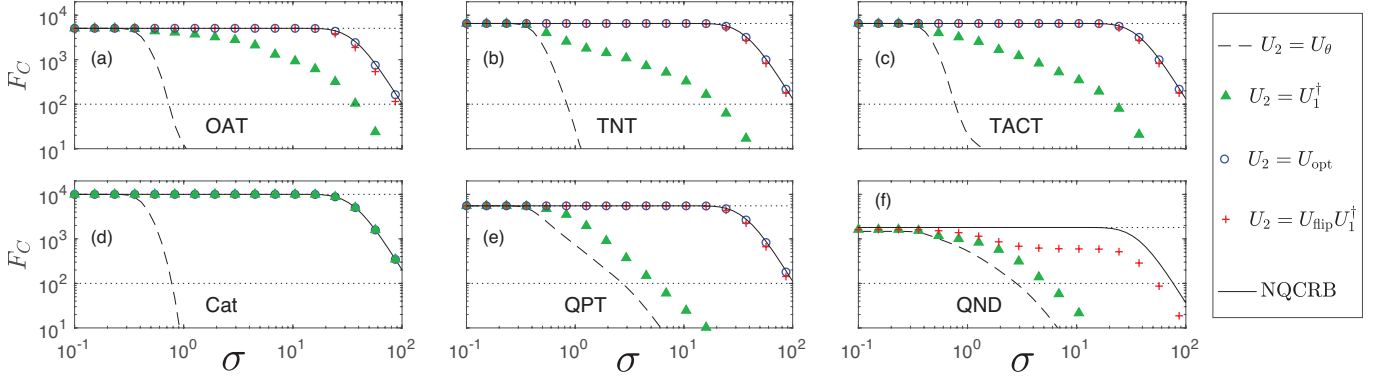 F_C
10^4
10^3
10^2
10^1
(a)
OAT
(b)
TNT
(c)
TACT
F_C
10^4
10^3
10^2
10^1
(d)
Cat
(e)
QPT
(f)
QND
10^-1 10^0 10^1 10^2
10^-1 10^0 10^1 10^2
10^-1 10^0 10^1 10^2
σ
σ
σ
U_2 = U_θ
U_2 = U_1^†
U_2 = U_opt
U_2 = U_flip U_1^†
NQCRB